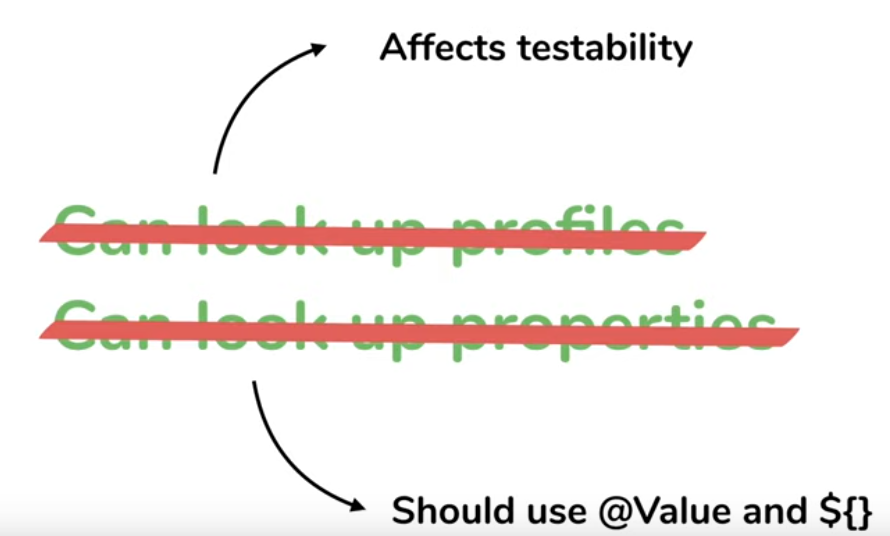 Affects testability
Can look up profiles
Can look up properties
Should use @Value and ${}